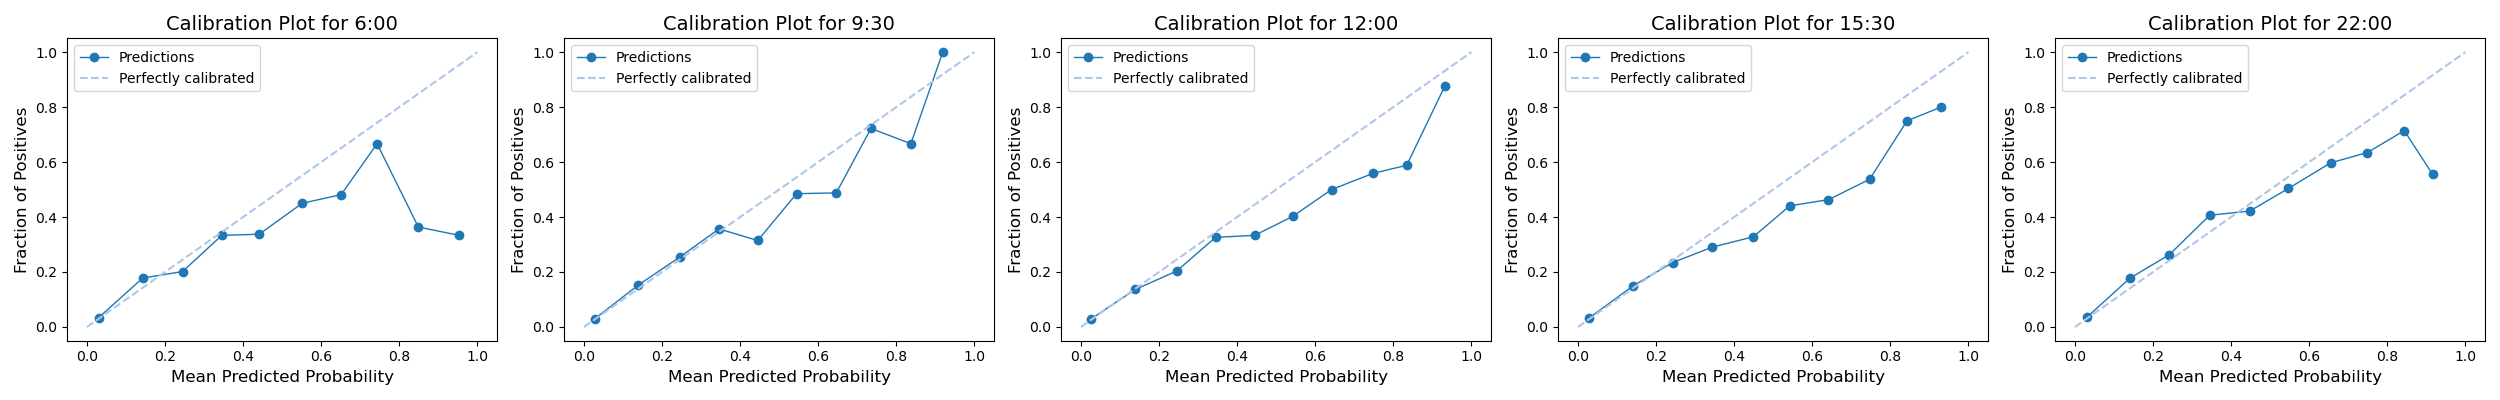 Calibration Plot for 6:00
Predictions
Perfectly calibrated
Fraction of Positives
1.0
0.8
0.6
0.4
0.2
0.0
0.0 0.2 0.4 0.6 0.8 1.0
Mean Predicted Probability
Calibration Plot for 9:30
Predictions
Perfectly calibrated
Fraction of Positives
1.0
0.8
0.6
0.4
0.2
0.0
0.0 0.2 0.4 0.6 0.8 1.0
Mean Predicted Probability
Calibration Plot for 12:00
Predictions
Perfectly calibrated
Fraction of Positives
1.0
0.8
0.6
0.4
0.2
0.0
0.0 0.2 0.4 0.6 0.8 1.0
Mean Predicted Probability
Calibration Plot for 15:30
Predictions
Perfectly calibrated
Fraction of Positives
1.0
0.8
0.6
0.4
0.2
0.0
0.0 0.2 0.4 0.6 0.8 1.0
Mean Predicted Probability
Calibration Plot for 22:00
Predictions
Perfectly calibrated
Fraction of Positives
1.0
0.8
0.6
0.4
0.2
0.0
0.0 0.2 0.4 0.6 0.8 1.0
Mean Predicted Probability